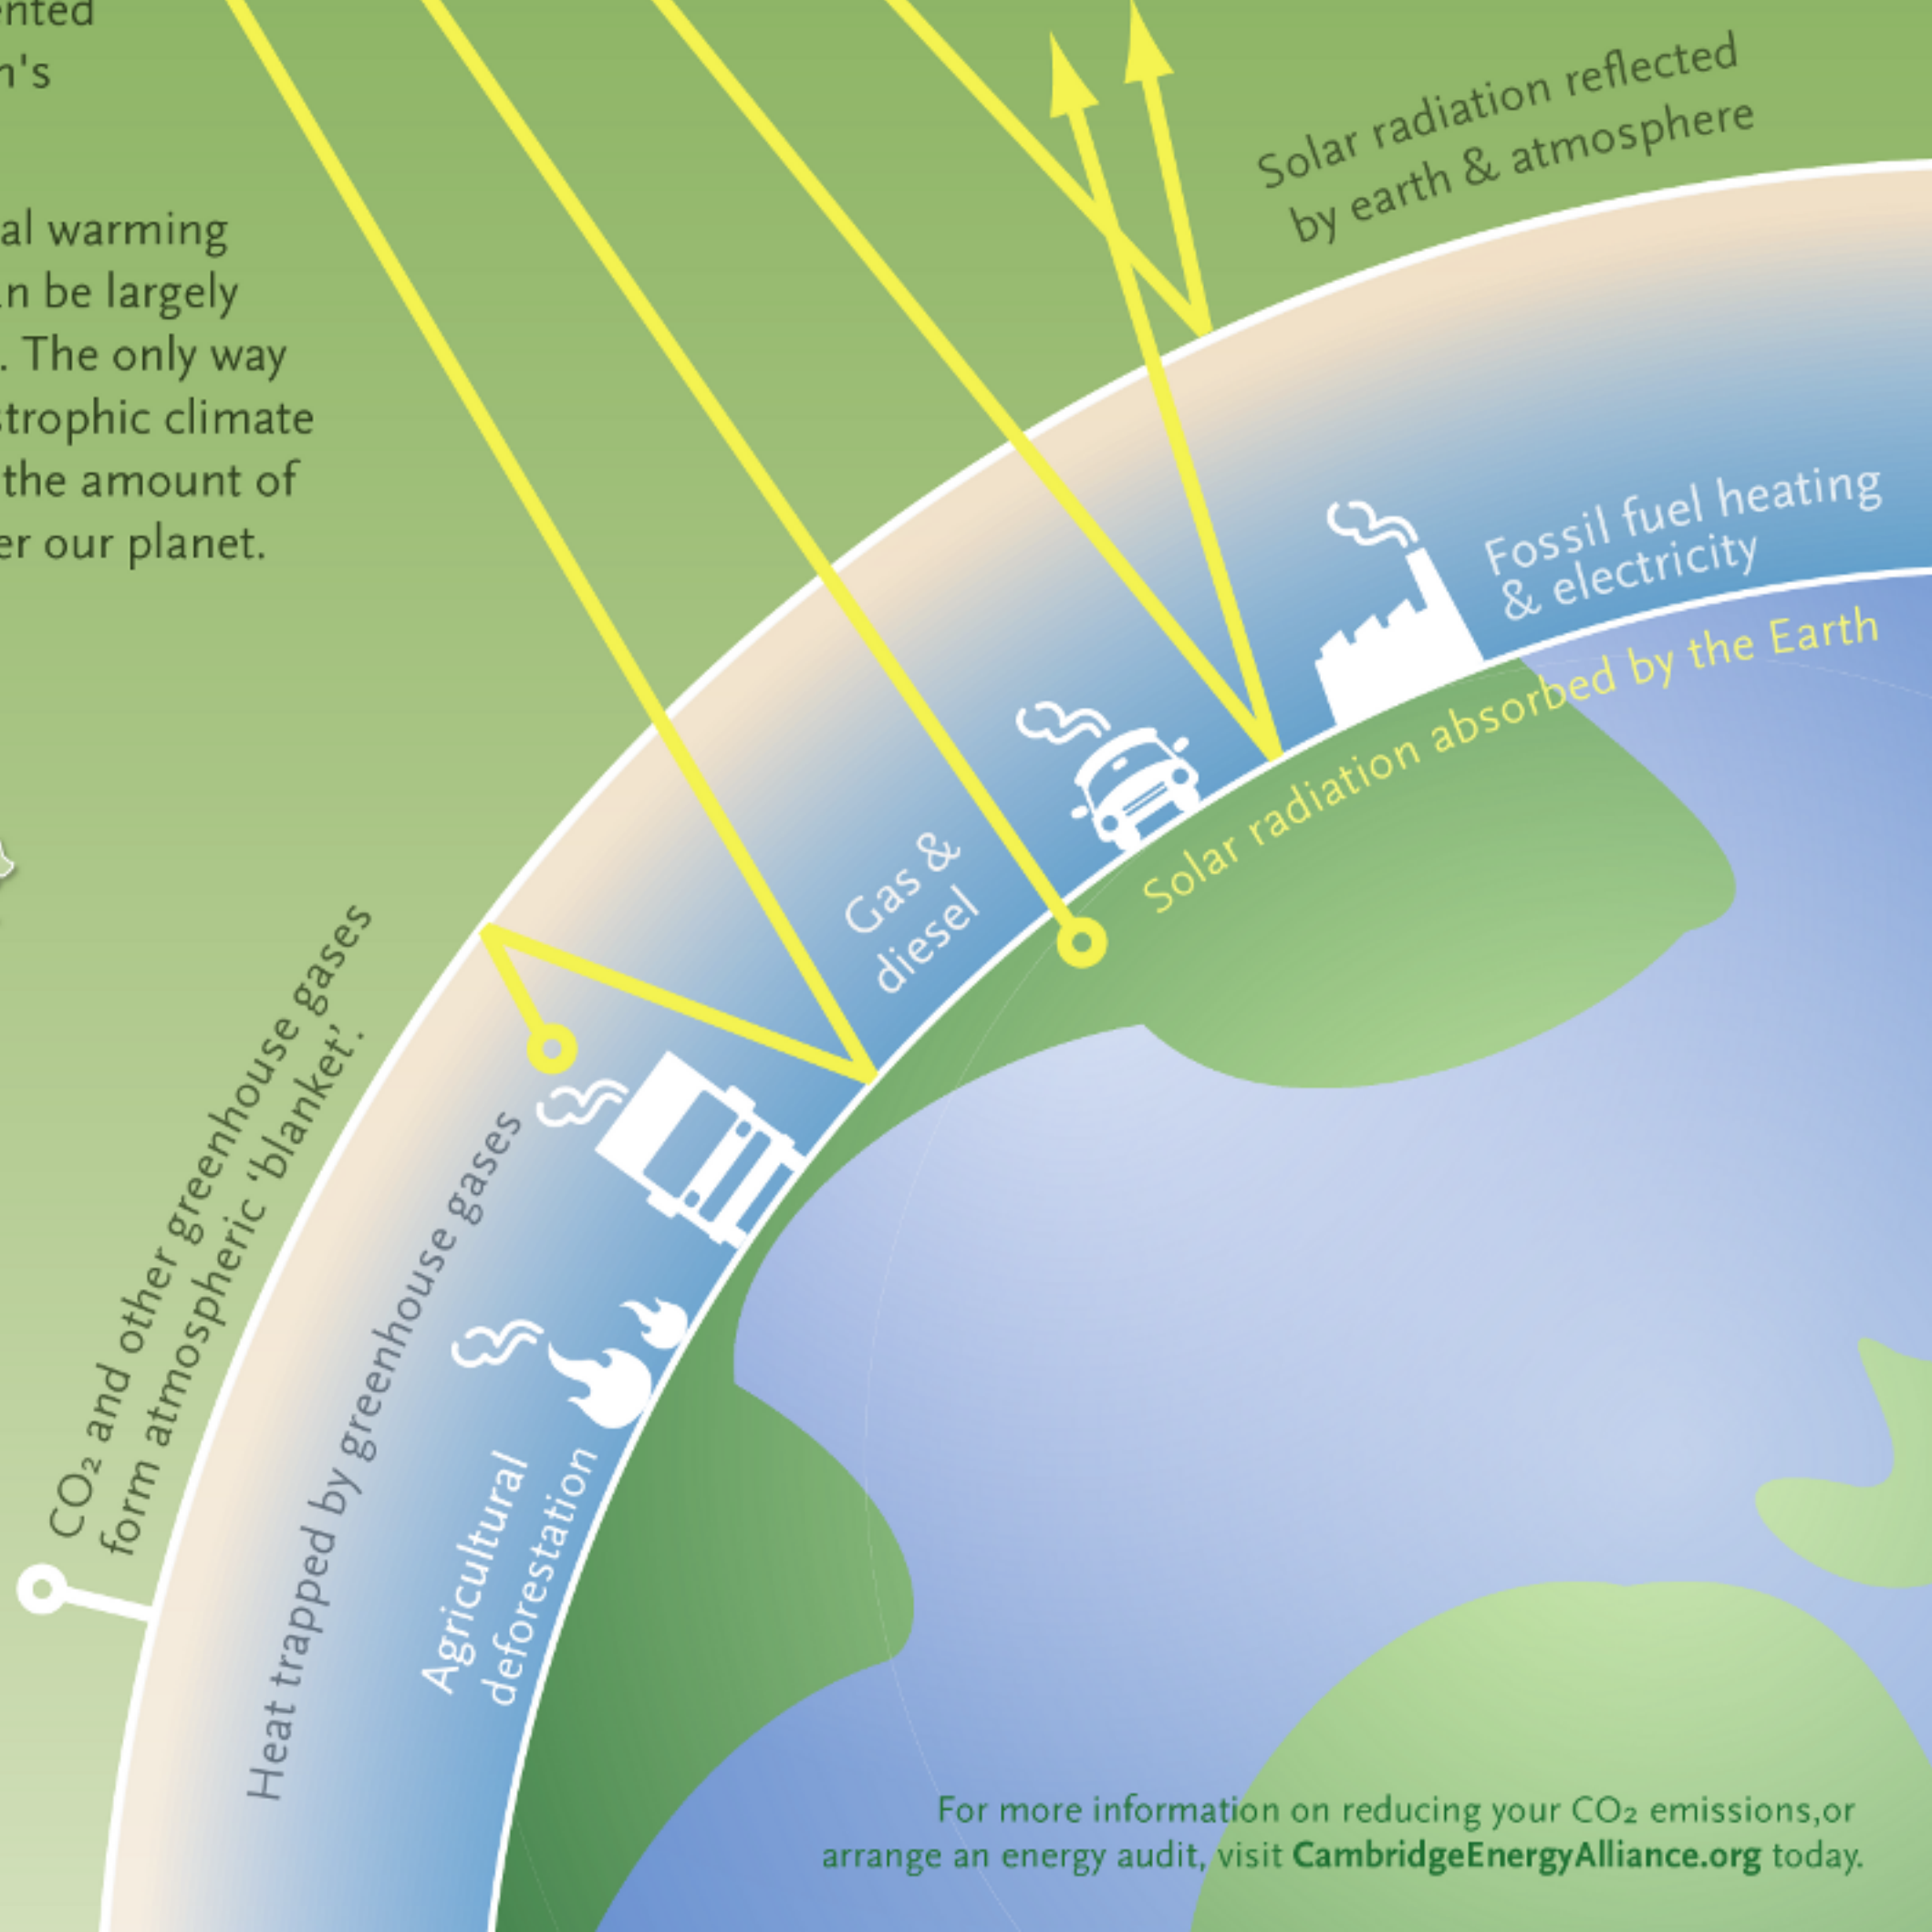 n's
al warming
n be largely
. The only way
strophic climate
the amount of
er our planet.
Solar radiation reflected
by earth & atmosphere
Fossil fuel heating
& electricity
Solar radiation absorbed by the Earth
Gas &
diesel
CO₂ and other greenhouse gases
form atmospheric ‘blanket’.
Heat trapped by greenhouse gases
Agricultural
deforestation
For more information on reducing your CO₂ emissions,or
arrange an energy audit, visit CambridgeEnergyAlliance.org today.